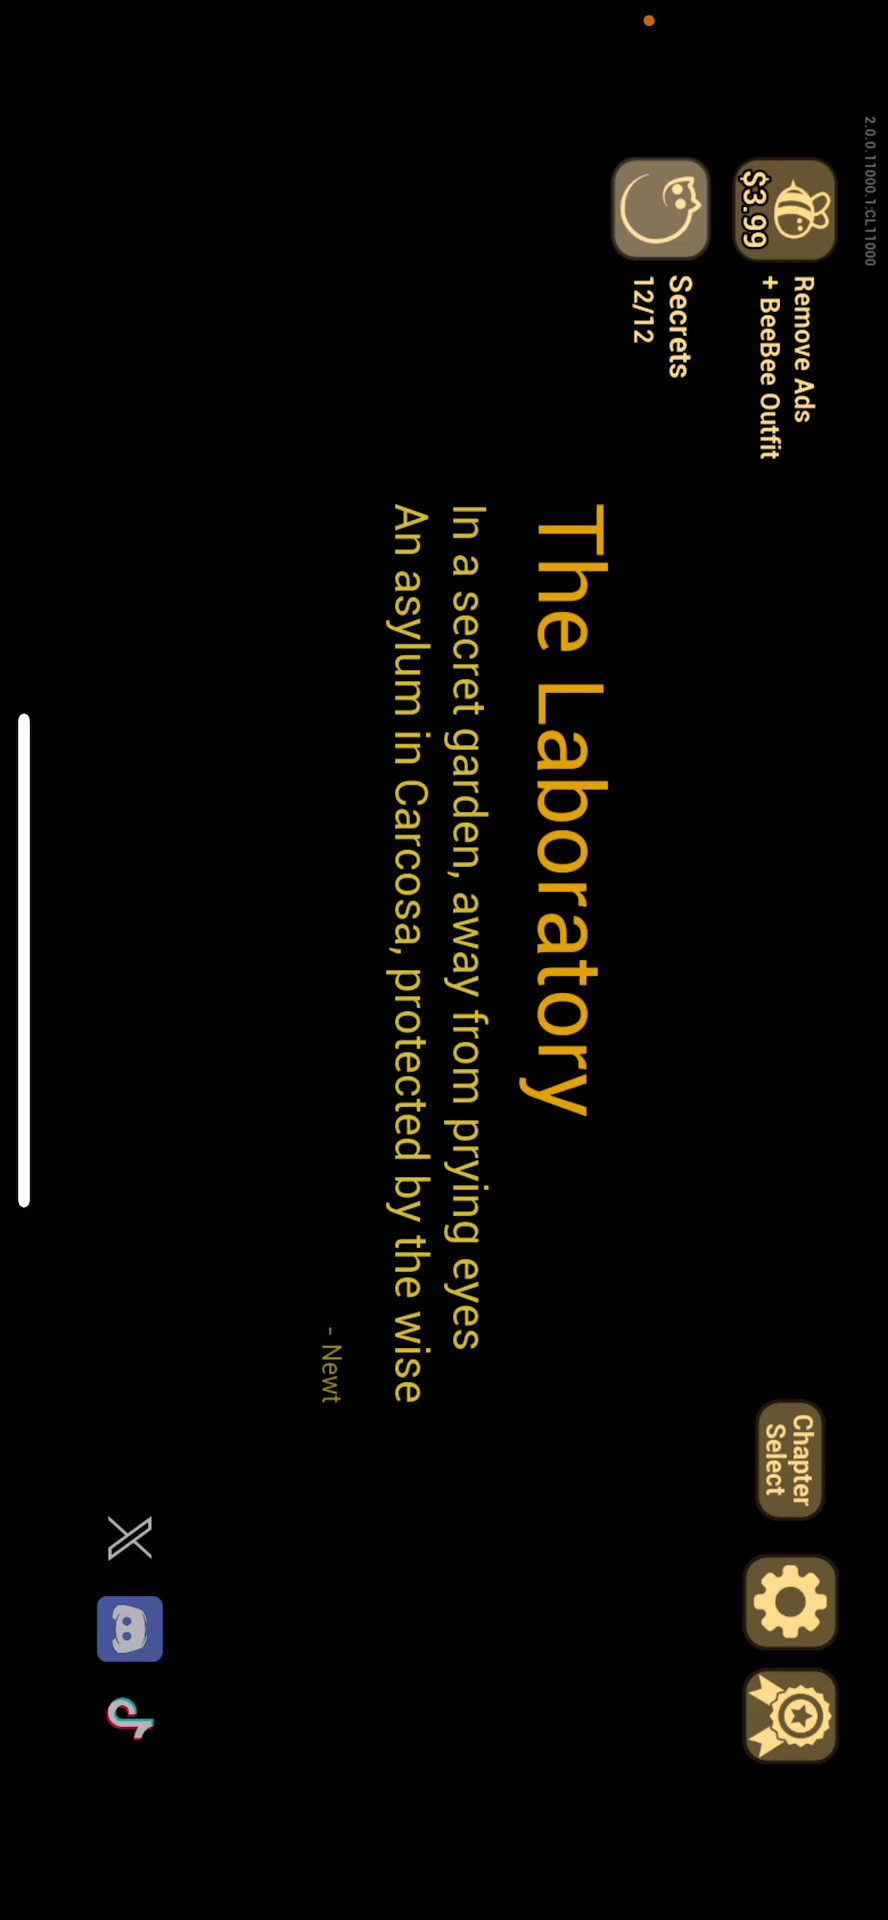 2.0.0.11000.1:CL11000
$3.99
Remove Ads
+ BeeBee Outfit
Secrets
12/12
Chapter
Select
The Laboratory
In a secret garden, away from prying eyes
An asylum in Carcosa, protected by the wise
- Newt